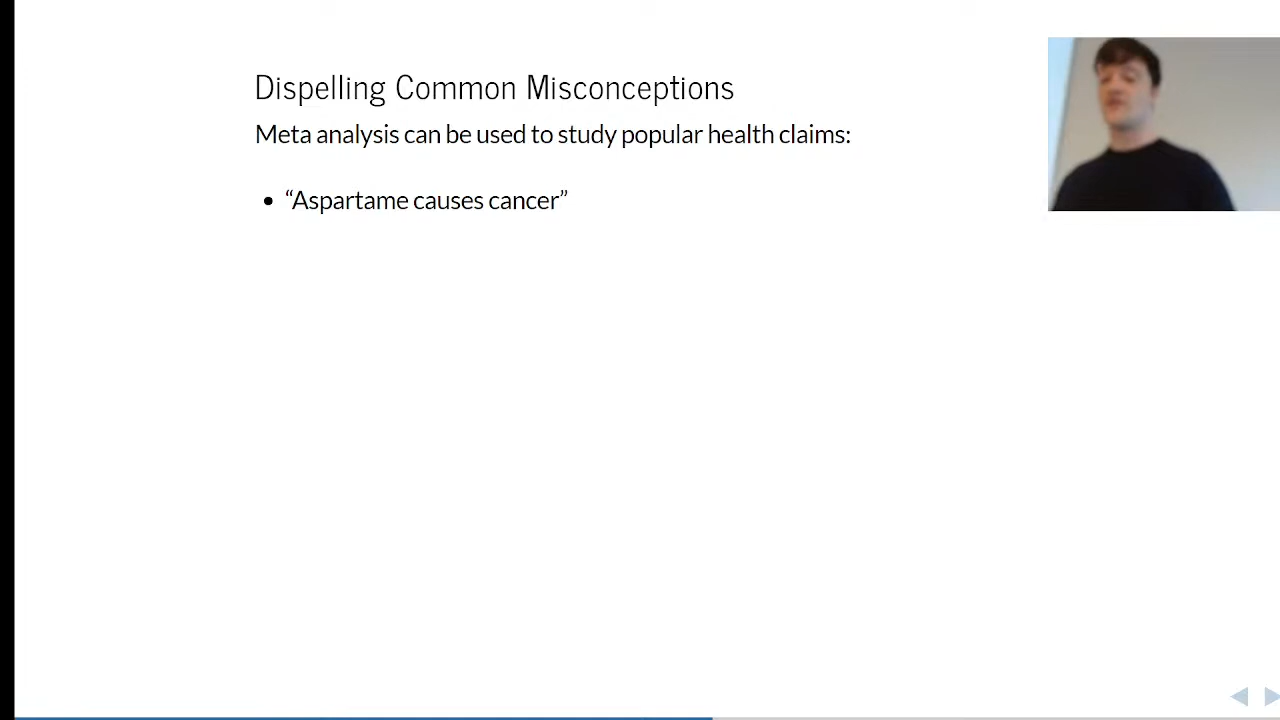 Dispelling Common Misconceptions
Meta analysis can be used to study popular health claims:
• “Aspartame causes cancer”